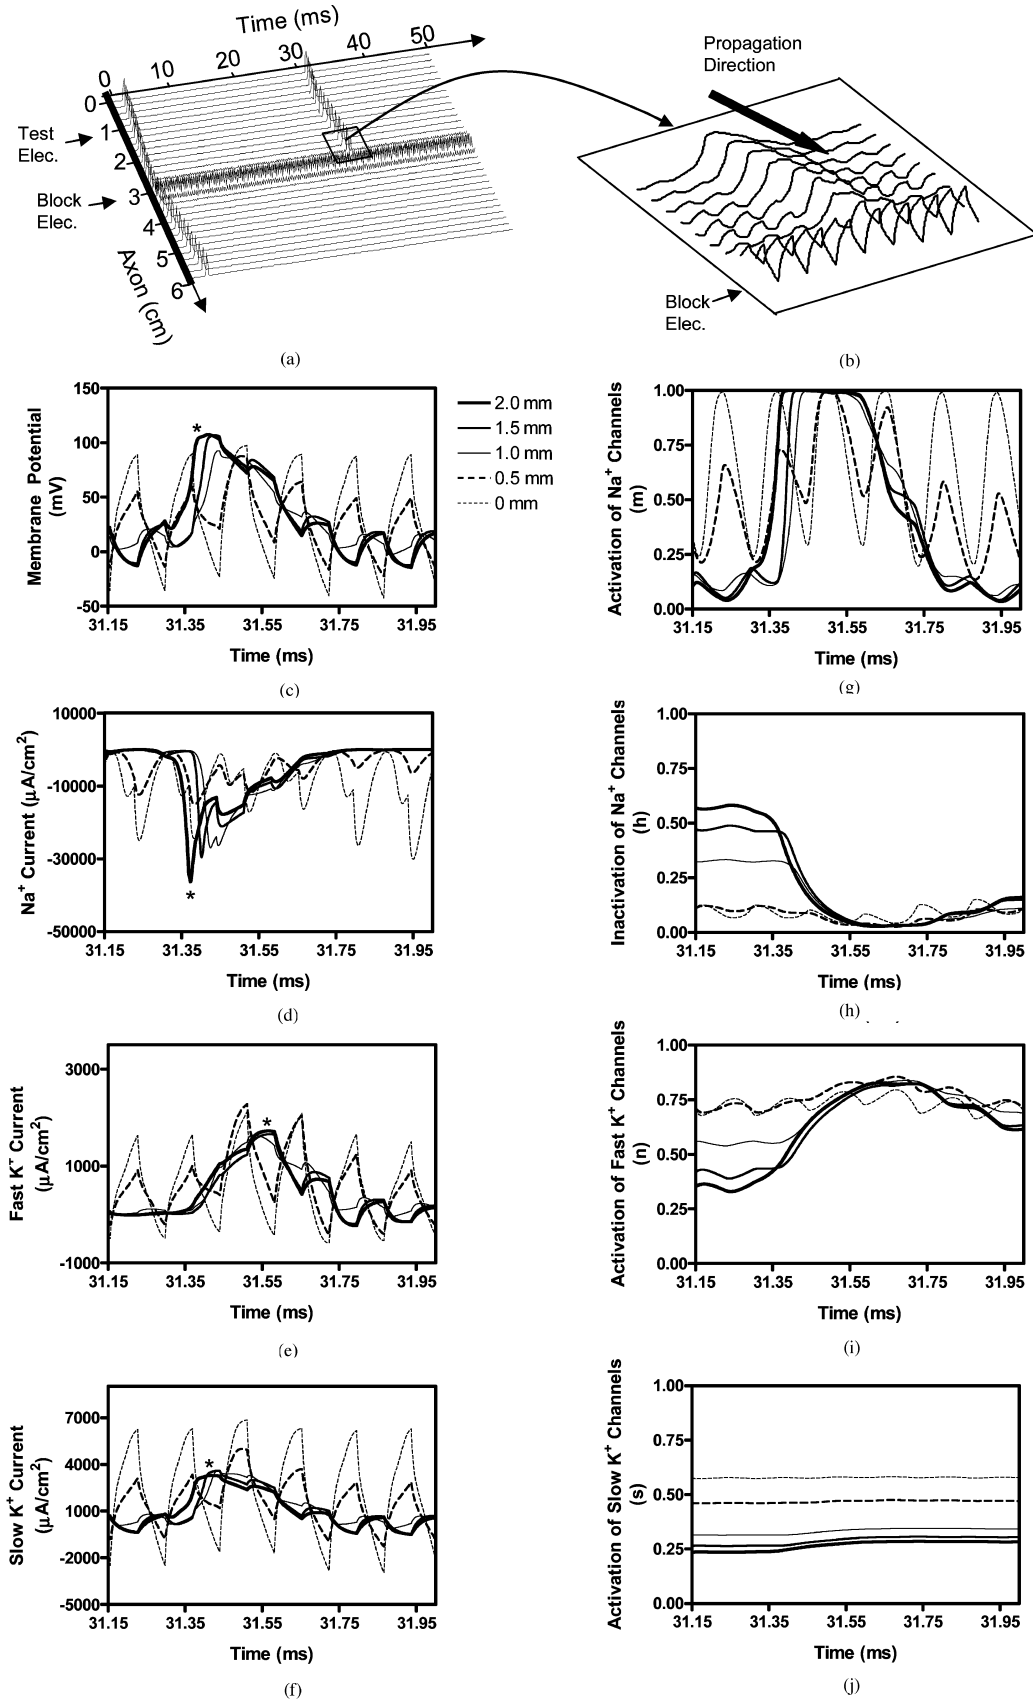 Time (ms)
0 10 20 30 40 50
0
1
2
3
4
5
6
Test
Elec.
Block
Elec.
Axon (cm)
(a)
Propagation
Direction
Block
Elec.
(b)
Membrane Potential
(mV)
150
100
50
0
-50
31.15 31.35 31.55 31.75 31.95
Time (ms)
*
2.0 mm
1.5 mm
1.0 mm
0.5 mm
0 mm
(c)
Activation of Na+ Channels
(m)
1.00
0.75
0.50
0.25
0.00
31.15 31.35 31.55 31.75 31.95
Time (ms)
(g)
Na+ Current (μA/cm2)
10000
-10000
-30000
-50000
31.15 31.35 31.55 31.75 31.95
Time (ms)
*
(d)
Inactivation of Na+ Channels
(h)
1.00
0.75
0.50
0.25
0.00
31.15 31.35 31.55 31.75 31.95
Time (ms)
(h)
Fast K+ Current
(μA/cm2)
3000
1000
-1000
31.15 31.35 31.55 31.75 31.95
Time (ms)
*
(e)
Activation of Fast K+ Channels
(n)
1.00
0.75
0.50
0.25
0.00
31.15 31.35 31.55 31.75 31.95
Time (ms)
(i)
Slow K+ Current
(μA/cm2)
7000
4000
1000
-2000
-5000
31.15 31.35 31.55 31.75 31.95
Time (ms)
*
(f)
Activation of Slow K+ Channels
(s)
1.00
0.75
0.50
0.25
0.00
31.15 31.35 31.55 31.75 31.95
Time (ms)
(j)